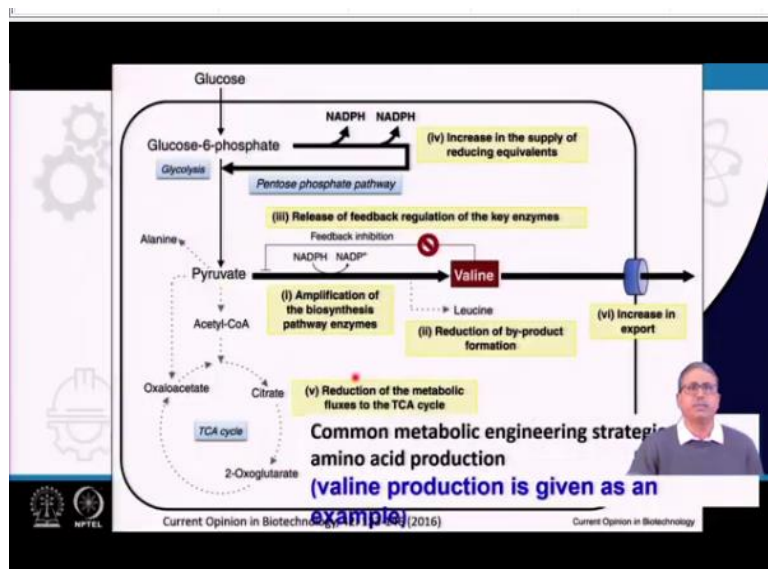 Glucose
NADPH NADPH
Glucose-6-phosphate
(iv) Increase in the supply of
reducing equivalents
Glycolysis
Pentose phosphate pathway
(iii) Release of feedback regulation of the key enzymes
Alanine
Feedback inhibition
NADPH NADP+
Pyruvate
Valine
(i) Amplification of
the biosynthesis
pathway enzymes
Leucine
(ii) Reduction of by-product
formation
(vi) Increase in
export
Acetyl-CoA
Oxaloacetate
Citrate
(v) Reduction of the metabolic
fluxes to the TCA cycle
TCA cycle
2-Oxoglutarate
Common metabolic engineering
amino acid production
(valine production is given as an
example)
Current Opinion in Biotechnology, (2016)
Current Opinion in Biotechnology
NPTEL